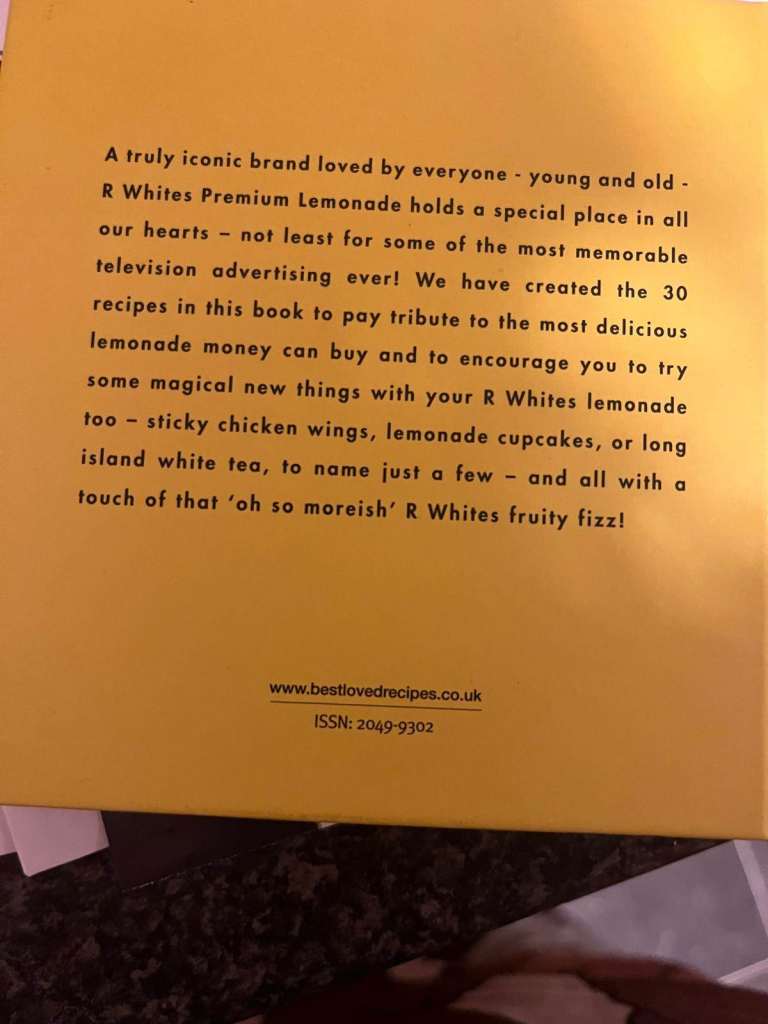 A truly iconic brand loved by everyone - young and old -
R Whites Premium Lemonade holds a special place in all
our hearts – not least for some of the most memorable
television advertising ever! We have created the 30
recipes in this book to pay tribute to the most delicious
lemonade money can buy and to encourage you to try
some magical new things with your R Whites lemonade
too – sticky chicken wings, lemonade cupcakes, or long
island white tea, to name just a few – and all with a
touch of that ‘oh so moreish’ R Whites fruity fizz!
www.bestlovedrecipes.co.uk
ISSN: 2049-9302